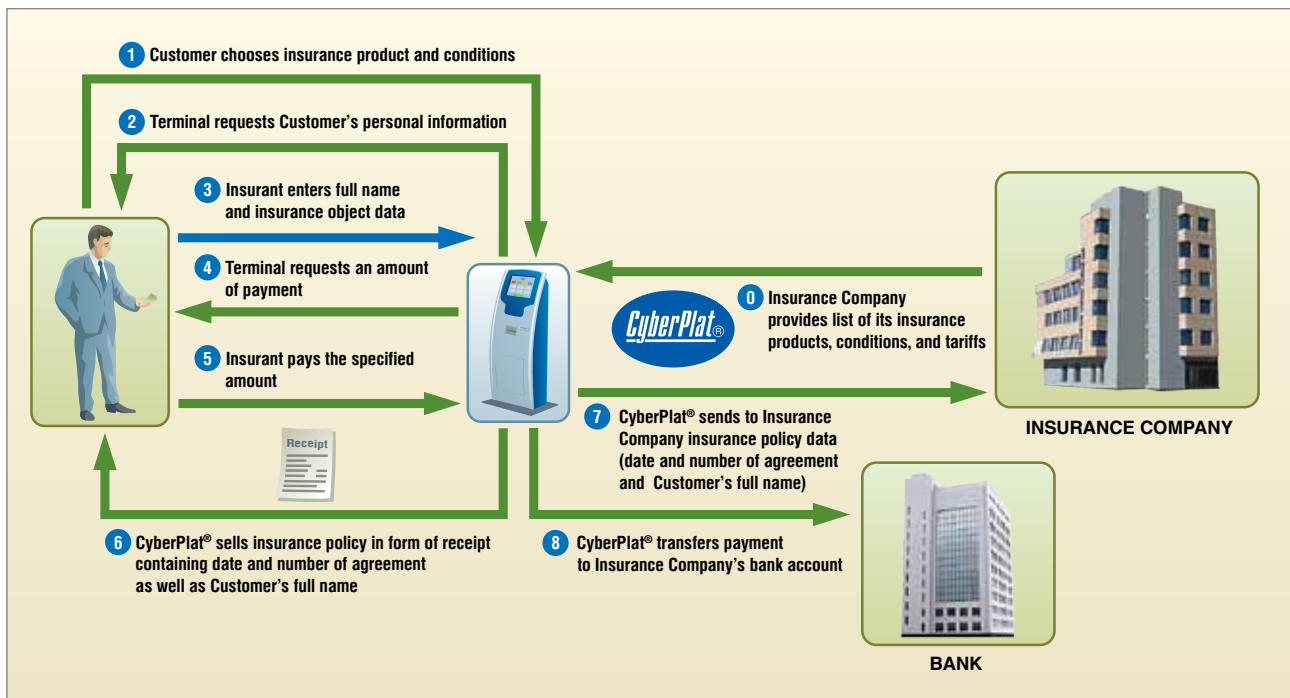 1 Customer chooses insurance product and conditions
2 Terminal requests Customer's personal information
3 Insurant enters full name
and insurance object data
4 Terminal requests an amount
of payment
5 Insurant pays the specified
amount
Receipt
6 CyberPlat® sells insurance policy in form of receipt
containing date and number of agreement
as well as Customer's full name
CyberPlat®
0 Insurance Company
provides list of its insurance
products, conditions, and tariffs
7 CyberPlat® sends to Insurance
Company insurance policy data
(date and number of agreement
and Customer's full name)
8 CyberPlat® transfers payment
to Insurance Company's bank account
INSURANCE COMPANY
BANK